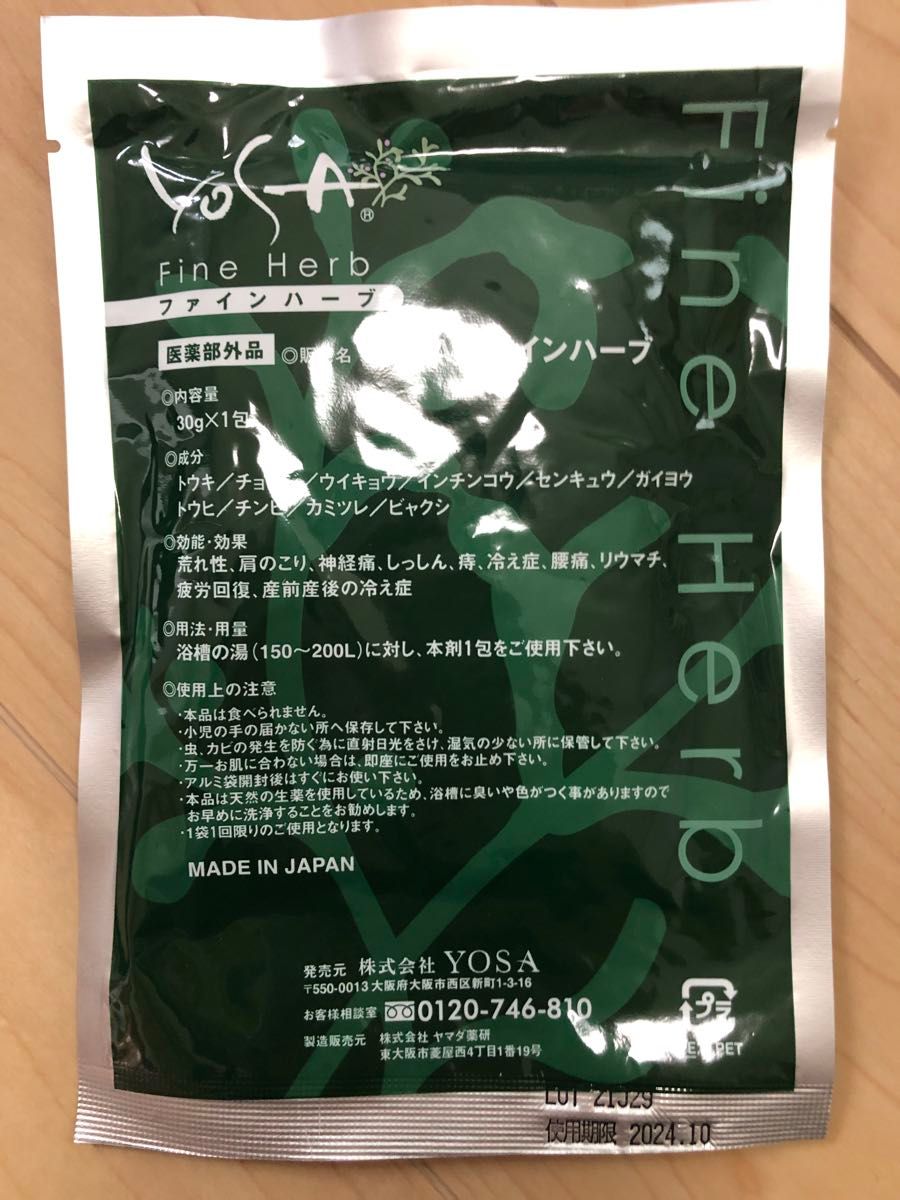 YOSA®
Fine Herb
ファインハーブ
医薬部外品 ◎販 名 インハーブ
◎内容量
30g×1包
◎成分
トウキ／チョ ／ウイキョウ／インチンコウ／センキュウ／ガイヨウ
トウヒ／チンピ／カミツレ／ビャクシ
◎効能・効果
荒れ性、肩のこり、神経痛、しっしん、痔、冷え症、腰痛、リウマチ、
疲労回復、産前産後の冷え症
◎用法・用量
浴槽の湯（150〜200L）に対し、本剤1包をご使用下さい。
◎使用上の注意
・本品は食べられません。
・小児の手の届かない所へ保存して下さい。
・虫、カビの発生を防ぐ為に直射日光をさけ、湿気の少ない所に保管して下さい。
・万一お肌に合わない場合は、即座にご使用をお止め下さい。
・アルミ袋開封後はすぐにお使い下さい。
・本品は天然の生薬を使用しているため、浴槽に臭いや色がつく事がありますので
お早めに洗浄することをお勧めします。
・1袋1回限りのご使用となります。
MADE IN JAPAN
発売元 株式会社 YOSA
〒550-0013 大阪府大阪市西区新町1-3-16
お客様相談室 0120-746-810
製造販売元 株式会社 ヤマダ薬研
東大阪市菱屋西4丁目1番19号
プラ
PET
Fine Herb
LOT 21J29
使用期限 2024.10